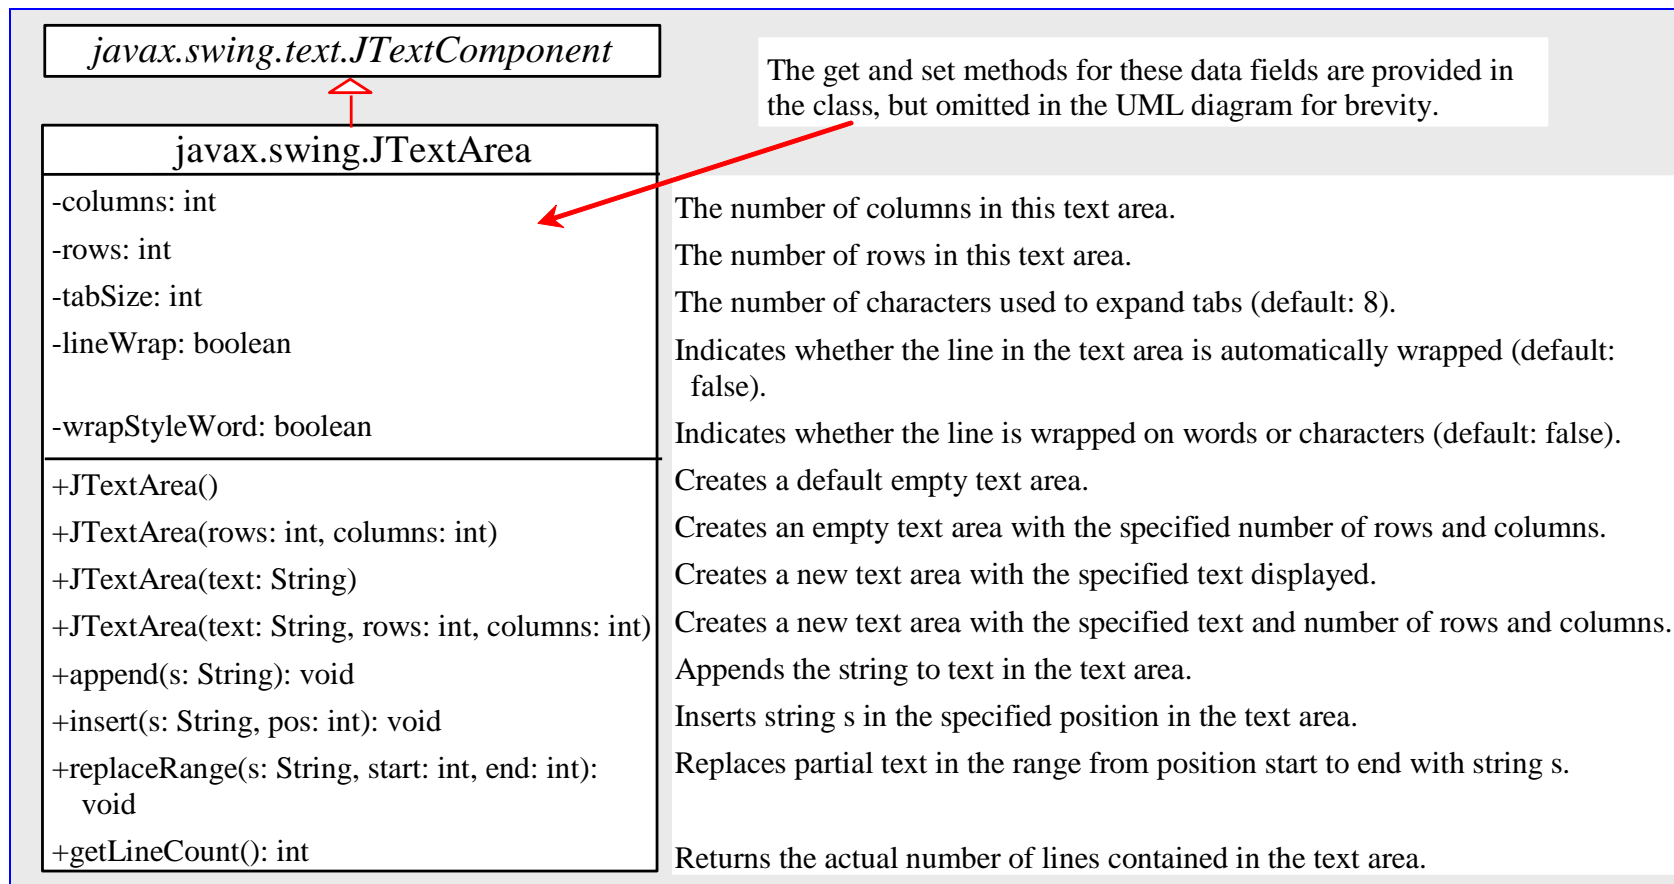 javax.swing.text.JTextComponent
The get and set methods for these data fields are provided in
the class, but omitted in the UML diagram for brevity.
javax.swing.JTextArea
-columns: int
The number of columns in this text area.
-rows: int
The number of rows in this text area.
-tabSize: int
The number of characters used to expand tabs (default: 8).
-lineWrap: boolean
Indicates whether the line in the text area is automatically wrapped (default:
false).
-wrapStyleWord: boolean
Indicates whether the line is wrapped on words or characters (default: false).
+JTextArea()
Creates a default empty text area.
+JTextArea(rows: int, columns: int)
Creates an empty text area with the specified number of rows and columns.
+JTextArea(text: String)
Creates a new text area with the specified text displayed.
+JTextArea(text: String, rows: int, columns: int)
Creates a new text area with the specified text and number of rows and columns.
+append(s: String): void
Appends the string to text in the text area.
+insert(s: String, pos: int): void
Inserts string s in the specified position in the text area.
+replaceRange(s: String, start: int, end: int):
void
Replaces partial text in the range from position start to end with string s.
+getLineCount(): int
Returns the actual number of lines contained in the text area.